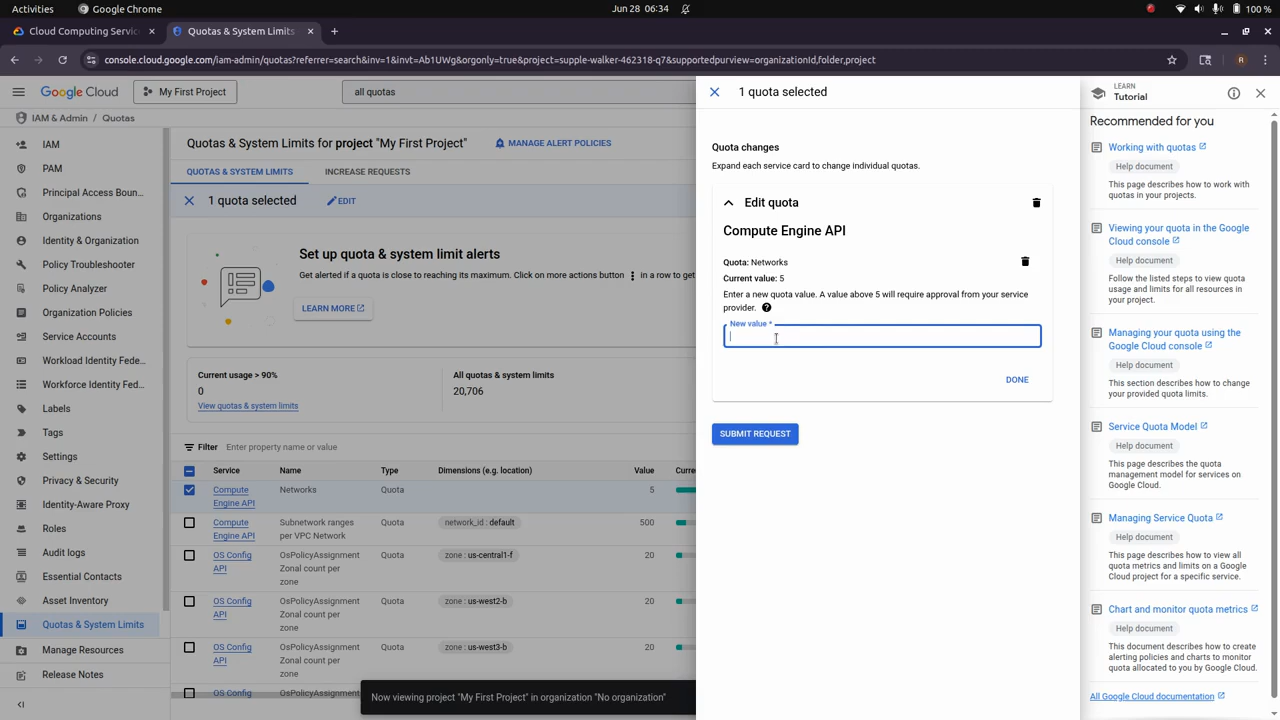 Activities
Google Chrome
Jun 28 06:34
100 %
Cloud Computing Servic
Quotas & System Limits
console.cloud.google.com/iam-admin/quotas?referrer=search&inv=1&invt=Ab1UWg&orgonly=true&project=supple-walker-462318-q7&supportedpurview=organizationId,folder,project
R
Google Cloud
My First Project
all quotas
IAM & Admin / Quotas
IAM
PAM
Principal Access Boun...
Organizations
Identity & Organization
Policy Troubleshooter
Policy Analyzer
Organization Policies
Service Accounts
Workload Identity Fede...
Workforce Identity Fed...
Labels
Tags
Settings
Privacy & Security
Identity-Aware Proxy
Roles
Audit logs
Essential Contacts
Asset Inventory
Quotas & System Limits
Manage Resources
Release Notes
Quotas & System Limits for project "My First Project"
MANAGE ALERT POLICIES
QUOTAS & SYSTEM LIMITS
INCREASE REQUESTS
1 quota selected
EDIT
Set up quota & system limit alerts
Get alerted if a quota is close to reaching its maximum. Click on more actions button
in a row to get
LEARN MORE
Current usage > 90%
0
View quotas & system limits
All quotas & system limits
20,706
Filter
Enter property name or value
Service
Name
Type
Dimensions (e.g. location)
Value
Curre
Compute Engine API
Networks
Quota
5
Compute Engine API
Subnetwork ranges per VPC Network
Quota
network_id : default
500
OS Config API
OsPolicyAssignment Zonal count per zone
Quota
zone : us-central1-f
20
OS Config API
OsPolicyAssignment Zonal count per zone
Quota
zone : us-west2-b
20
OS Config API
OsPolicyAssignment Zonal count per zone
Quota
zone : us-west3-b
20
OS Config
Now viewing project "My First Project" in organization "No organization"
1 quota selected
Quota changes
Expand each service card to change individual quotas.
Edit quota
Compute Engine API
Quota: Networks
Current value: 5
Enter a new quota value. A value above 5 will require approval from your service
provider.
New value *
DONE
SUBMIT REQUEST
LEARN
Tutorial
Recommended for you
Working with quotas
Help document
This page describes how to work with
quotas in your projects.
Viewing your quota in the Google
Cloud console
Help document
Follow the listed steps to view quota
usage and limits for all resources in
your project.
Managing your quota using the
Google Cloud console
Help document
This section describes how to change
your provided quota limits.
Service Quota Model
Help document
This page describes the quota
management model for services on
Google Cloud.
Managing Service Quota
Help document
This page describes how to view all
quota metrics and limits on a Google
Cloud project for a specific service.
Chart and monitor quota metrics
Help document
This document describes how to create
alerting policies and charts to monitor
quota allocated to you by Google Cloud.
All Google Cloud documentation